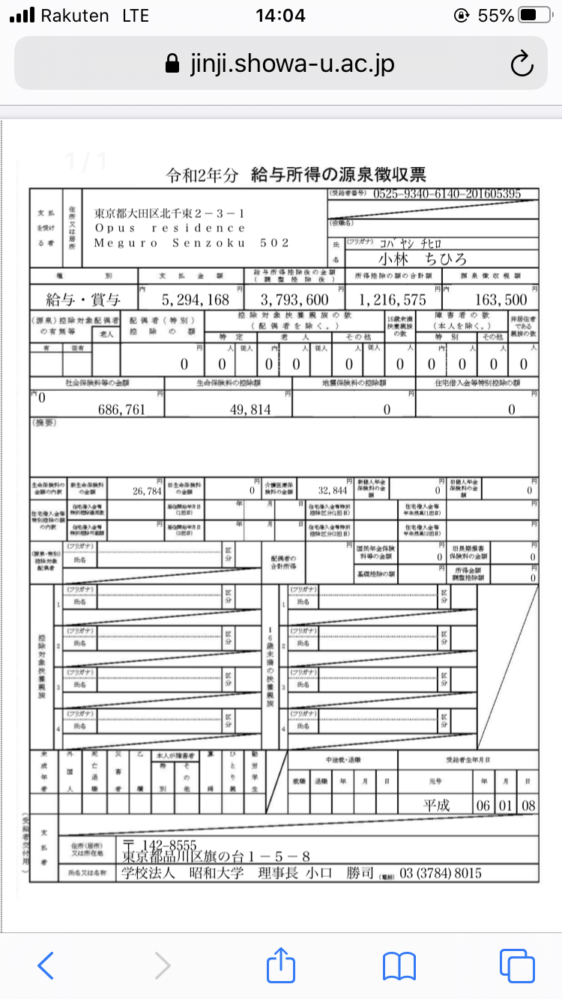 Rakuten LTE 14:04 55%
jinji.showa-u.ac.jp
1/1
令和2年分 給与所得の源泉徴収票
支払を受ける者
住所又は居所
東京都大田区北千束２－３－１
Ｏｐｕｓ ｒｅｓｉｄｅｎｃｅ
Ｍｅｇｕｒｏ Ｓｅｎｚｏｋｕ ５０２
(受給者番号) 0525-9340-6140-201605395
(役職名)
氏名
(フリガナ) ｺﾊﾞﾔｼ ﾁﾋﾛ
小林 ちひろ
種別 支払金額 給与所得控除後の金額(調整控除後) 所得控除の額の合計額 源泉徴収税額
給与・賞与 内 5,294,168 円 3,793,600 円 1,216,575 円 内 163,500 円
(源泉)控除対象配偶者の有無等 老人 配偶者(特別)控除の額 控除対象扶養親族の数(配偶者を除く。) 16歳未満扶養親族の数 障害者の数(本人を除く。) 非居住者である親族の数
特定 老人 その他 特別 その他
有 従有 円 人 従人 内 人 従人 人 従人 人 内 人 人 人
0 0 0 0 0 0 0 0 0 0 0 0
社会保険料等の金額 生命保険料の控除額 地震保険料の控除額 住宅借入金等特別控除の額
内 0 円 円 円 円
686,761 49,814 0 0
(摘要)
生命保険料の金額の内訳 新生命保険料の金額 26,784 円 旧生命保険料の金額 0 円 介護医療保険料の金額 32,844 円 新個人年金保険料の金額 0 円 旧個人年金保険料の金額 0 円
住宅借入金等特別控除の額の内訳 住宅借入金等特別控除適用数 居住開始年月日(1回目) 年 月 日 住宅借入金等特別控除区分(1回目) 住宅借入金等年末残高(1回目)
住宅借入金等特別控除可能額 円 居住開始年月日(2回目) 年 月 日 住宅借入金等特別控除区分(2回目) 住宅借入金等年末残高(2回目)
(源泉・特別)控除対象配偶者 (フリガナ) 氏名 区分 配偶者の合計所得 円 国民年金保険料等の金額 0 円 旧長期損害保険料の金額 0 円
基礎控除の額 円 所得金額調整控除額 0 円
控除対象扶養親族
16歳未満の扶養親族
1 (フリガナ) 氏名 区分 1 (フリガナ) 氏名 区分
2 (フリガナ) 氏名 区分 2 (フリガナ) 氏名 区分
3 (フリガナ) 氏名 区分 3 (フリガナ) 氏名 区分
4 (フリガナ) 氏名 区分 4 (フリガナ) 氏名 区分
未成年者 外国人 死亡退職 災害者 乙欄 本人が障害者 特別 その他 寡婦 ひとり親 勤労学生 中途就・退職 受給者生年月日
就職 退職 年 月 日 元号 年 月 日
平成 06 01 08
(受給者交付用)
支払者
住所(居所)又は所在地
〒 142-8555
東京都品川区旗の台１－５－８
氏名又は名称 学校法人 昭和大学 理事長 小口 勝司 (電話) 03(3784)8015